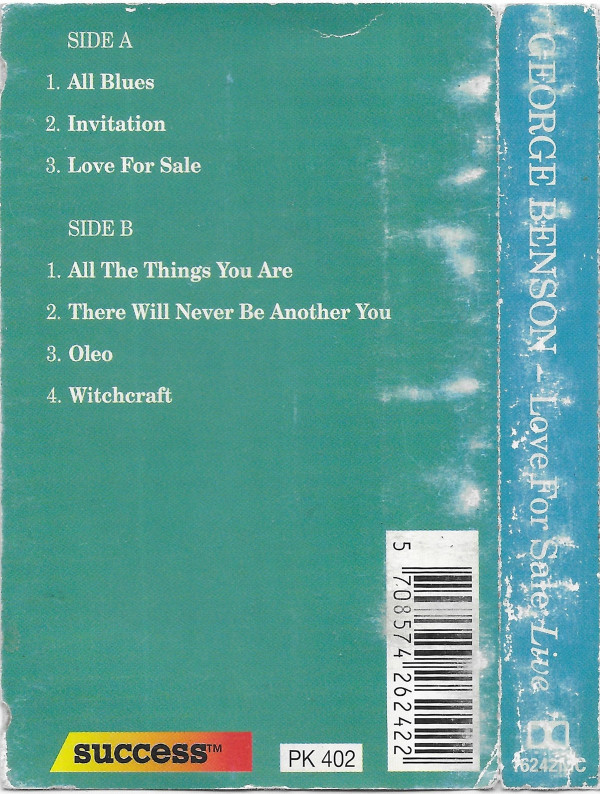 SIDE A
1. All Blues
2. Invitation
3. Love For Sale
SIDE B
1. All The Things You Are
2. There Will Never Be Another You
3. Oleo
4. Witchcraft
success™
PK 402
5 708574 262422
GEORGE BENSON – Love For Sale Live
16242MC